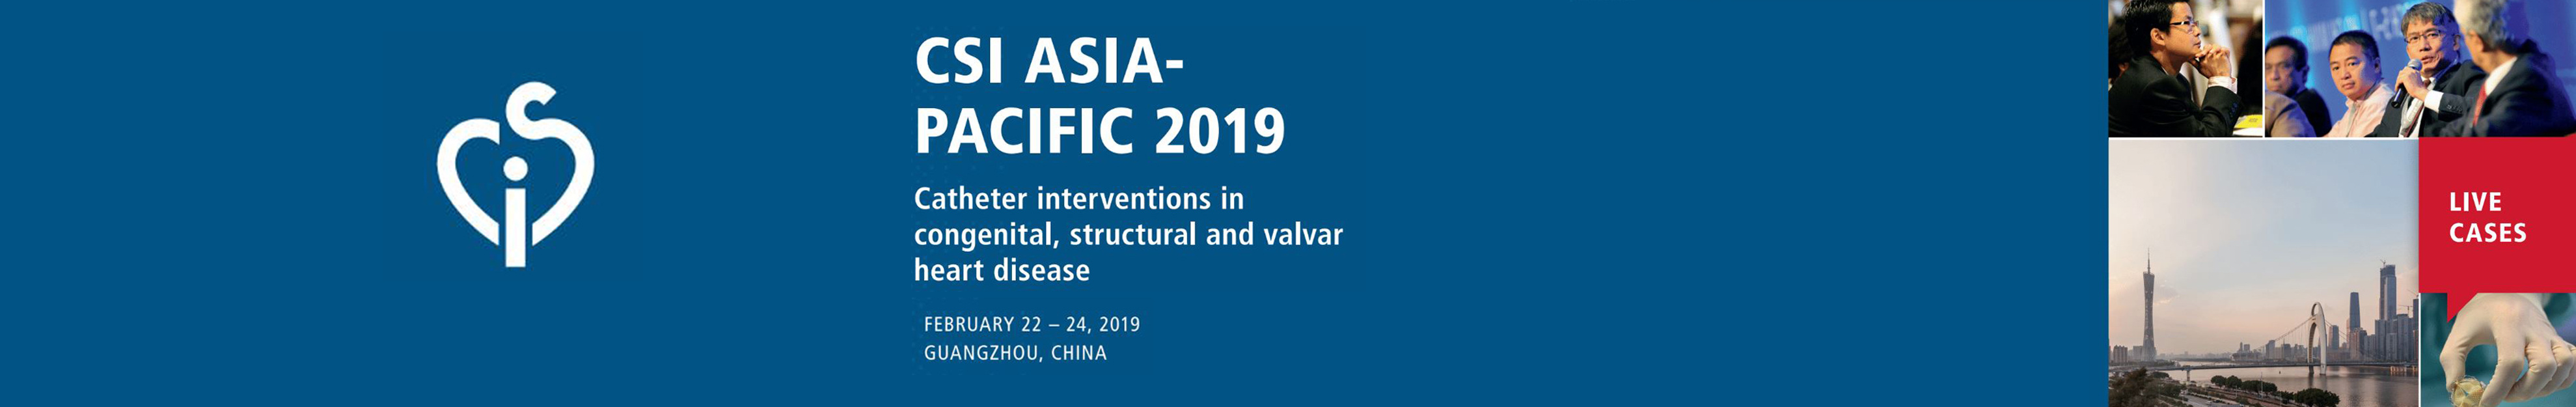 CSi
CSI ASIA-
PACIFIC 2019
Catheter interventions in
congenital, structural and valvar
heart disease
FEBRUARY 22 – 24, 2019
GUANGZHOU, CHINA
LIVE
CASES